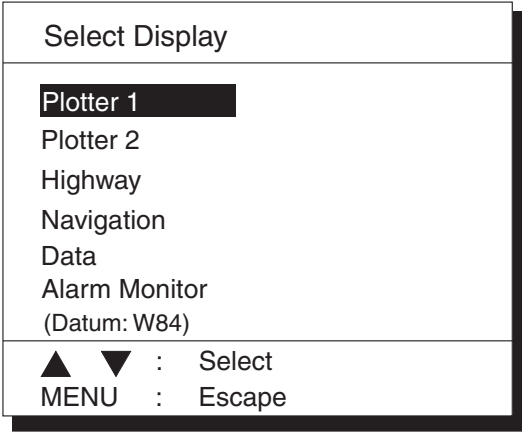 Select Display
Plotter 1
Plotter 2
Highway
Navigation
Data
Alarm Monitor
(Datum: W84)
▲ ▼ : Select
MENU : Escape